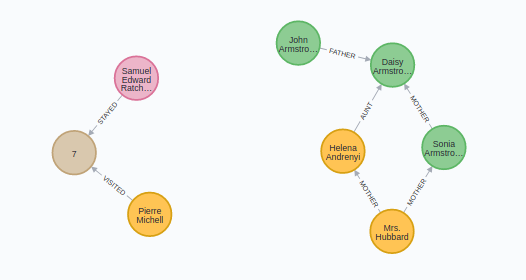 John
Armstro…
FATHER
Daisy
Armstro…
Samuel
Edward
Ratch…
STAYED
7
VISITED
Pierre
Michell
AUNT
MOTHER
Helena
Andrenyi
Sonia
Armstro…
MOTHER
MOTHER
Mrs.
Hubbard